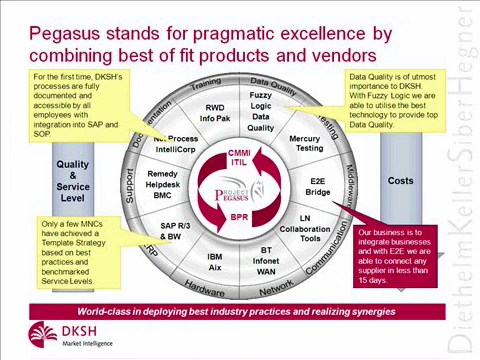 Pegasus stands for pragmatic excellence by
combining best of fit products and vendors
For the first time, DKSH's
processes are fully
documented and
accessible by all
employees with
integration into SAP and
SOP.
Data Quality is of utmost
importance to DKSH.
With Fuzzy Logic we are
able to utilise the best
technology to provide top
Data Quality.
Training
Data Quality
Testing
Middleware
Communication
Network
Hardware
ERP
Support
Documentation
RWD
Info Pak
Fuzzy
Logic
Data
Quality
Mercury
Testing
E2E
Bridge
LN
Collaboration
Tools
BT
Infonet
WAN
IBM
Aix
SAP R/3
& BW
Remedy
Helpdesk
BMC
Process
IntelliCorp
CMMI
ITIL
PROJECT
PEGASUS
BPR
Quality
&
Service
Level
Costs
Only a few MNCs
have achieved a
Template Strategy
based on best
practices and
benchmarked
Service Levels.
Our business is to
integrate businesses
and with E2E we are
able to connect any
supplier in less than
15 days.
World-class in deploying best industry practices and realizing synergies
DKSH
Market Intelligence
DiethelmKellerSiberHegner